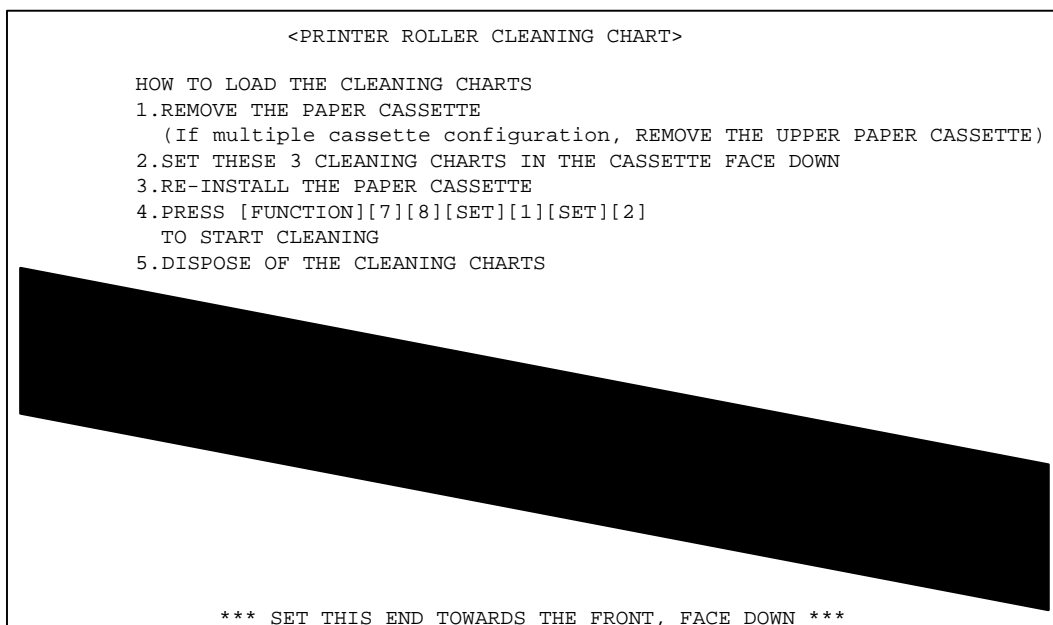 <PRINTER ROLLER CLEANING CHART>
HOW TO LOAD THE CLEANING CHARTS
1.REMOVE THE PAPER CASSETTE
(If multiple cassette configuration, REMOVE THE UPPER PAPER CASSETTE)
2.SET THESE 3 CLEANING CHARTS IN THE CASSETTE FACE DOWN
3.RE-INSTALL THE PAPER CASSETTE
4.PRESS [FUNCTION][7][8][SET][1][SET][2]
TO START CLEANING
5.DISPOSE OF THE CLEANING CHARTS
*** SET THIS END TOWARDS THE FRONT, FACE DOWN ***